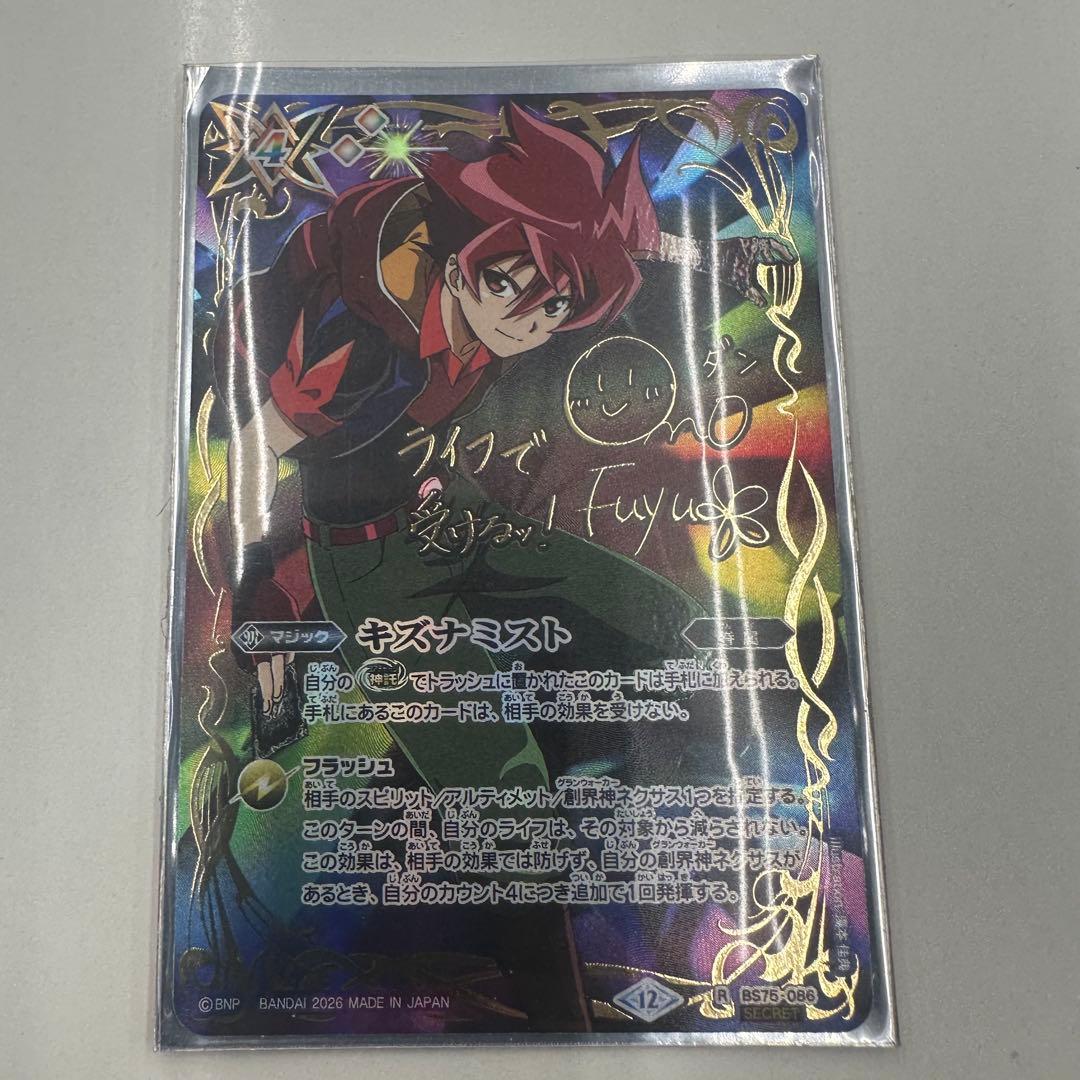 4
ダン
Ono
ライフで
受けるッ!
Fuyu
マジック
キズナミスト
自分の神託でトラッシュに置かれたこのカードは手札に加えられる。
手札にあるこのカードは、相手の効果を受けない。
フラッシュ
相手のスピリット/アルティメット/創界神ネクサス1つを指定する。
このターンの間、自分のライフは、その対象から減らされない。
この効果は、相手の効果では防げず、自分の創界神ネクサスが
あるとき、自分のカウント4につき追加で1回発揮する。
©BNP BANDAI 2026 MADE IN JAPAN
12
R BS75-086
SECRET